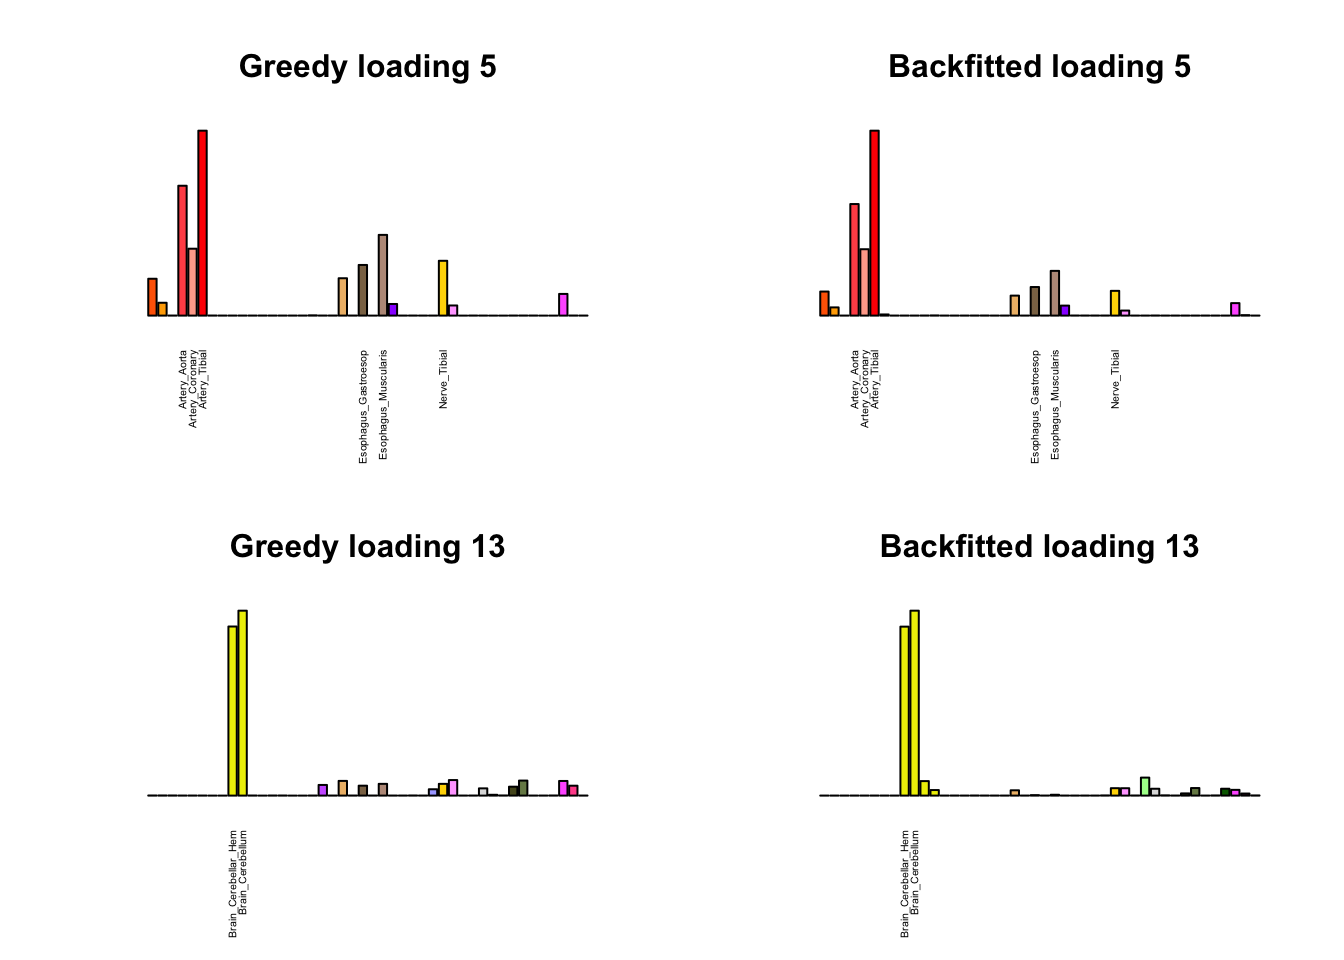 Greedy loading 5
Artery_Aorta
Artery_Coronary
Artery_Tibial
Esophagus_Gastroesop
Esophagus_Muscularis
Nerve_Tibial
Backfitted loading 5
Artery_Aorta
Artery_Coronary
Artery_Tibial
Esophagus_Gastroesop
Esophagus_Muscularis
Nerve_Tibial
Greedy loading 13
Brain_Cerebellar_Hem
Brain_Cerebellum
Backfitted loading 13
Brain_Cerebellar_Hem
Brain_Cerebellum